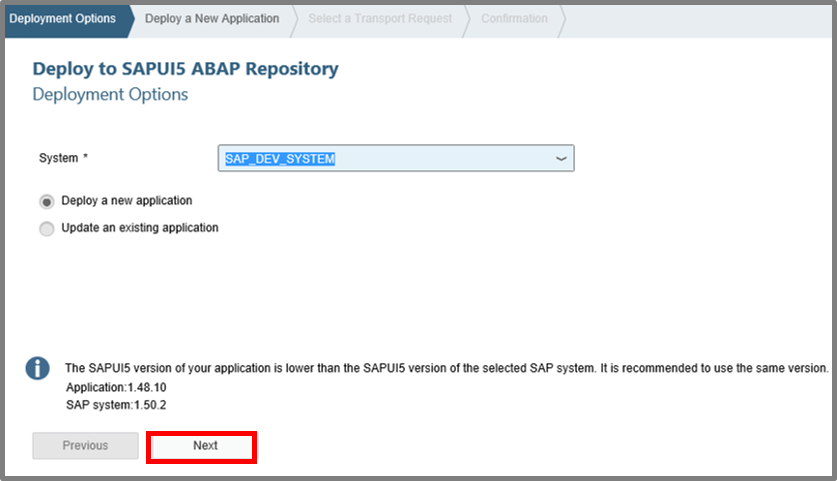 Deployment Options Deploy a New Application Select a Transport Request Confirmation
Deploy to SAPUI5 ABAP Repository
Deployment Options
System * SAP_DEV_SYSTEM
Deploy a new application
Update an existing application
The SAPUI5 version of your application is lower than the SAPUI5 version of the selected SAP system. It is recommended to use the same version.
Application:1.48.10
SAP system:1.50.2
Previous Next